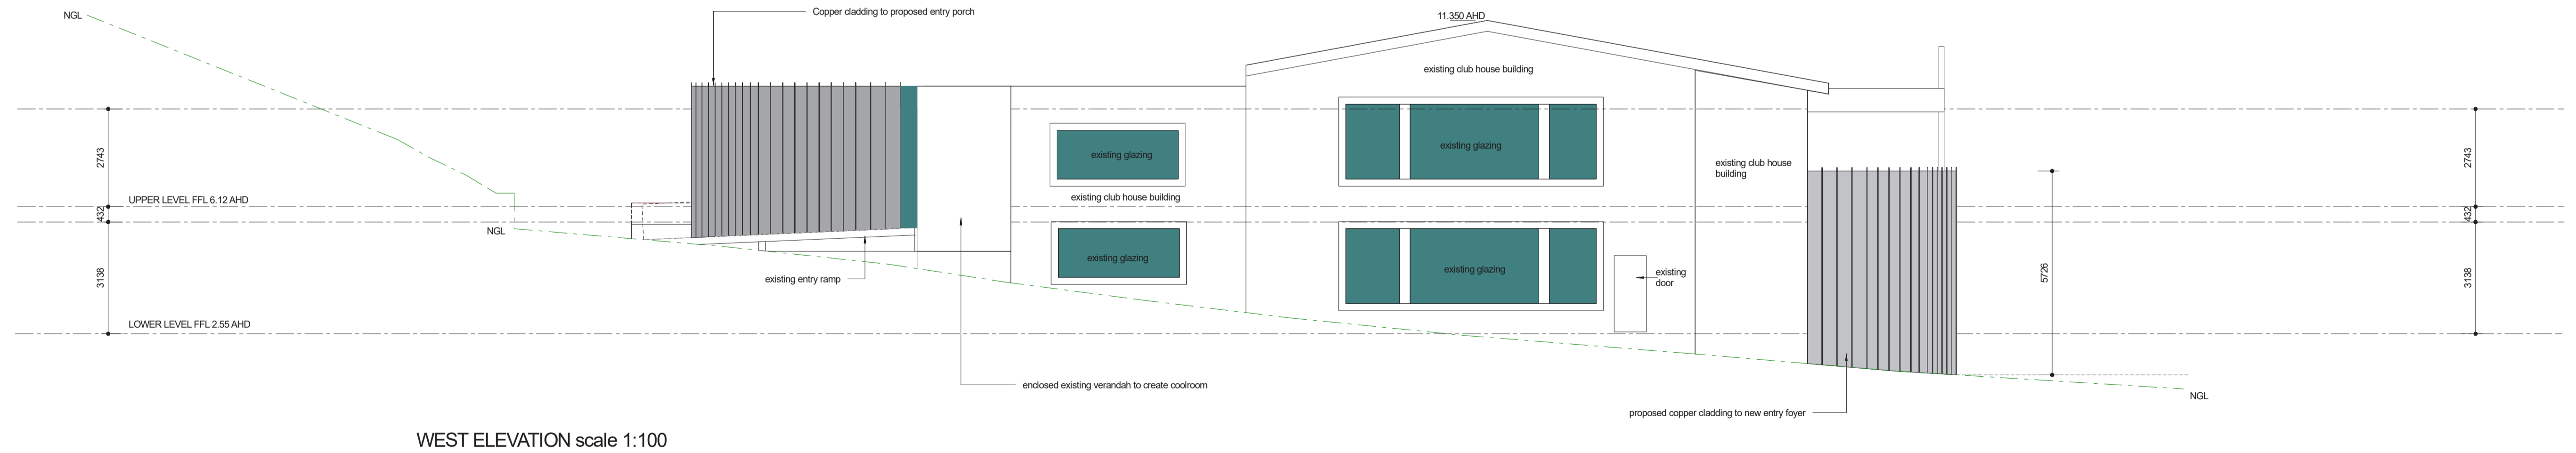 NGL
Copper cladding to proposed entry porch
11.350 AHD
existing club house building
2743
existing glazing
existing glazing
existing club house
building
2743
UPPER LEVEL FFL 6.12 AHD
existing club house building
432
432
NGL
existing glazing
existing glazing
existing
door
existing entry ramp
3138
5726
3138
LOWER LEVEL FFL 2.55 AHD
enclosed existing verandah to create coolroom
NGL
proposed copper cladding to new entry foyer
WEST ELEVATION scale 1:100